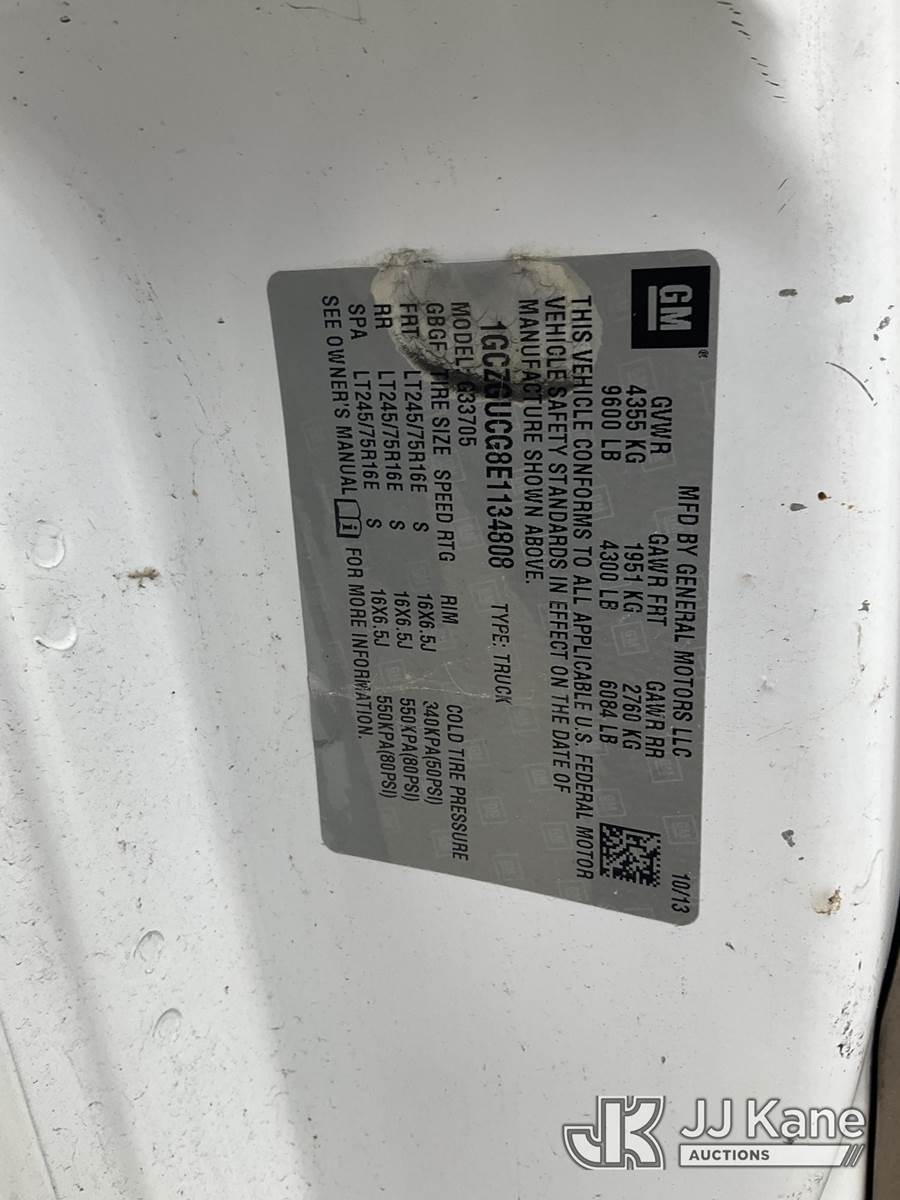 GM®
MFD BY GENERAL MOTORS LLC 10/13
GVWR GAWR FRT GAWR RR
4355 KG 1951 KG 2760 KG
9600 LB 4300 LB 6084 LB
THIS VEHICLE CONFORMS TO ALL APPLICABLE U.S. FEDERAL MOTOR
VEHICLE SAFETY STANDARDS IN EFFECT ON THE DATE OF
MANUFACTURE SHOWN ABOVE.
1GCZGUCG8E1134808 TYPE: TRUCK
MODEL: G33705
GBGF TIRE SIZE SPEED RTG RIM COLD TIRE PRESSURE
FRT LT245/75R16E S 16X6.5J 340KPA(50PSI)
RR LT245/75R16E S 16X6.5J 550KPA(80PSI)
SPA LT245/75R16E S 16X6.5J 550KPA(80PSI)
SEE OWNER'S MANUAL FOR MORE INFORMATION.
JK JJ Kane
AUCTIONS